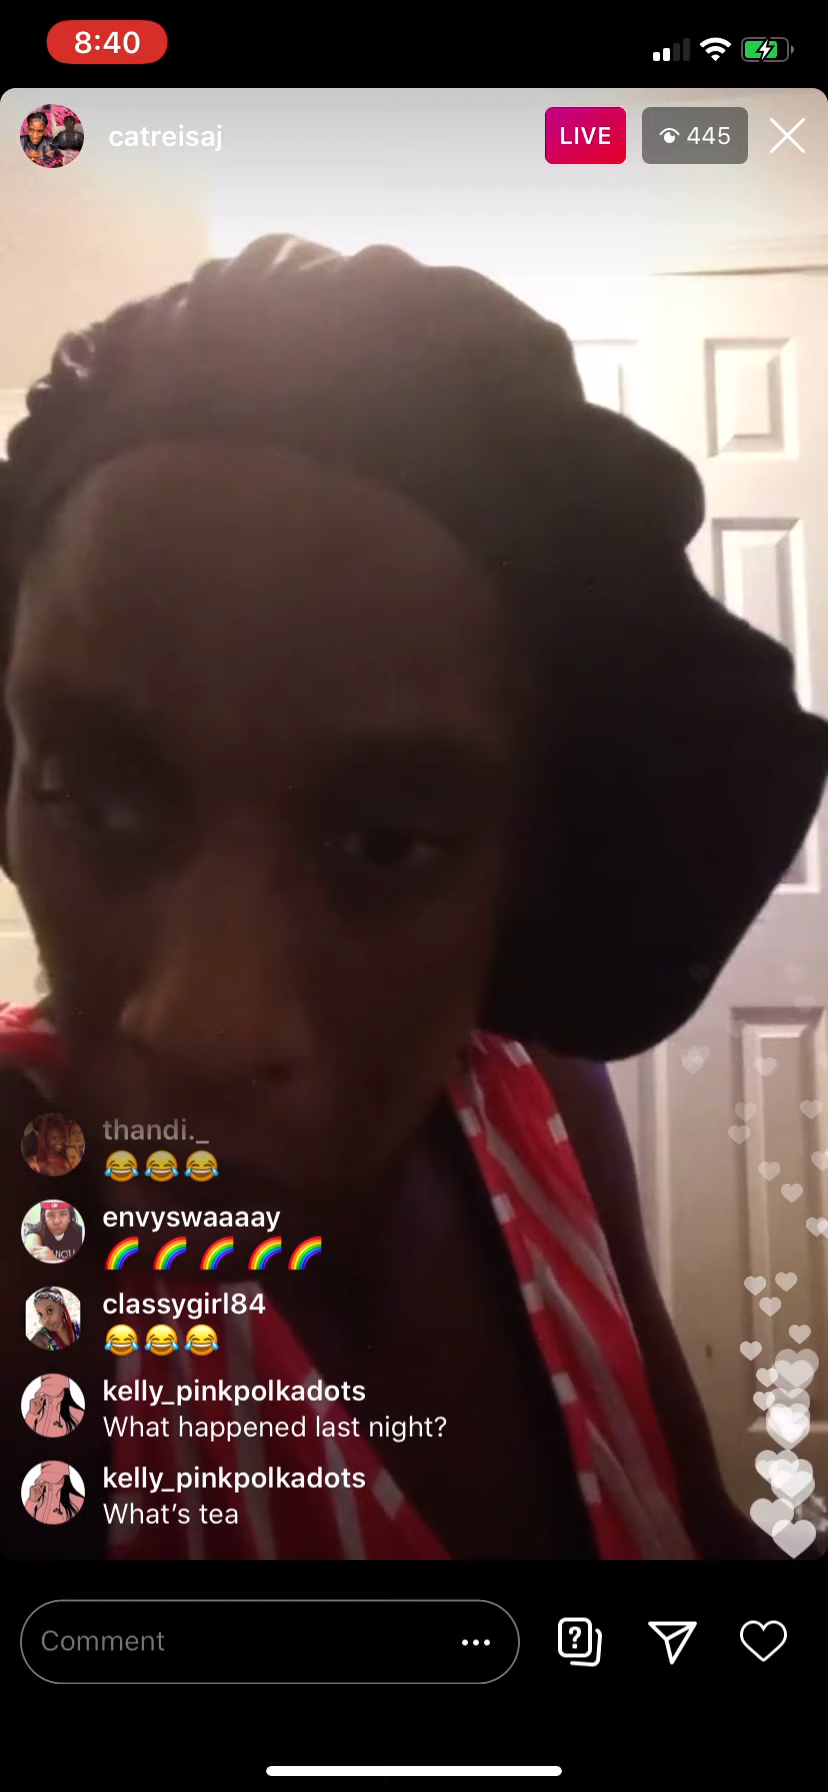 8:40
catreisaj
LIVE
445
thandi._
😂😂😂
envyswaaaay
🌈🌈🌈🌈🌈
classygirl84
😂😂😂
kelly_pinkpolkadots
What happened last night?
kelly_pinkpolkadots
What's tea
Comment